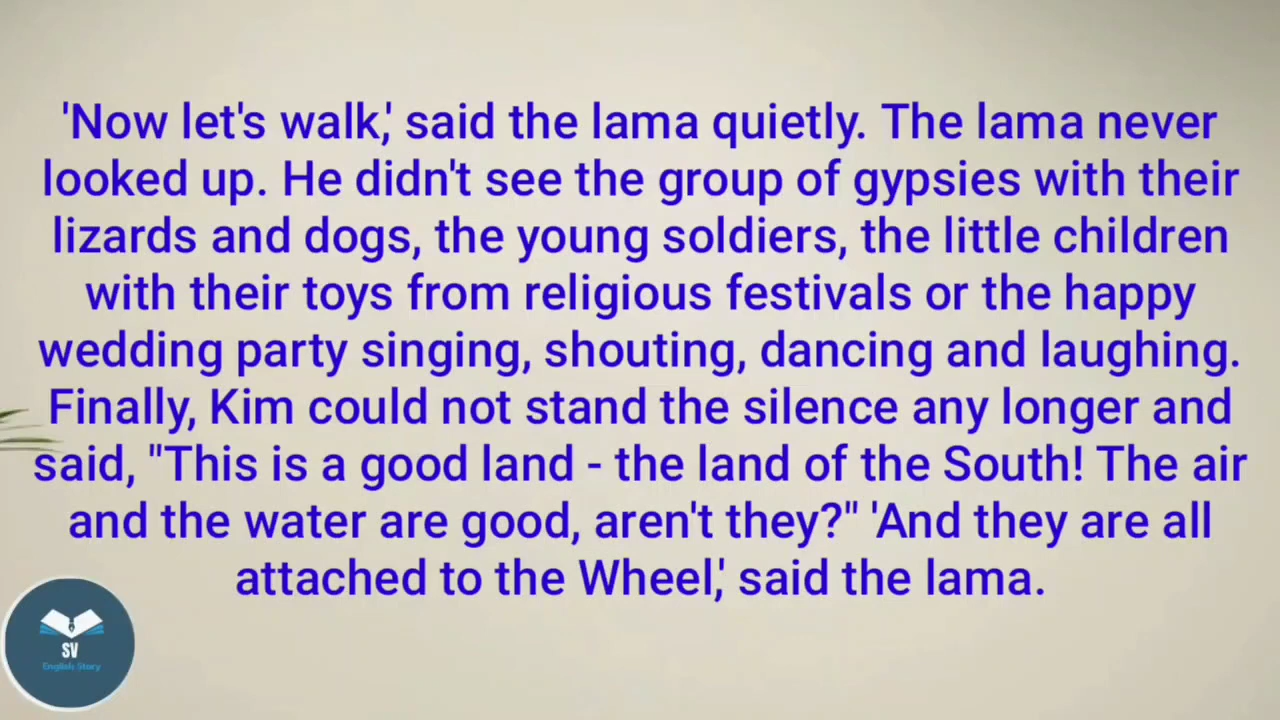 'Now let's walk,' said the lama quietly. The lama never
looked up. He didn't see the group of gypsies with their
lizards and dogs, the young soldiers, the little children
with their toys from religious festivals or the happy
wedding party singing, shouting, dancing and laughing.
Finally, Kim could not stand the silence any longer and
said, "This is a good land - the land of the South! The air
and the water are good, aren't they?" 'And they are all
attached to the Wheel,' said the lama.
SV
English Story